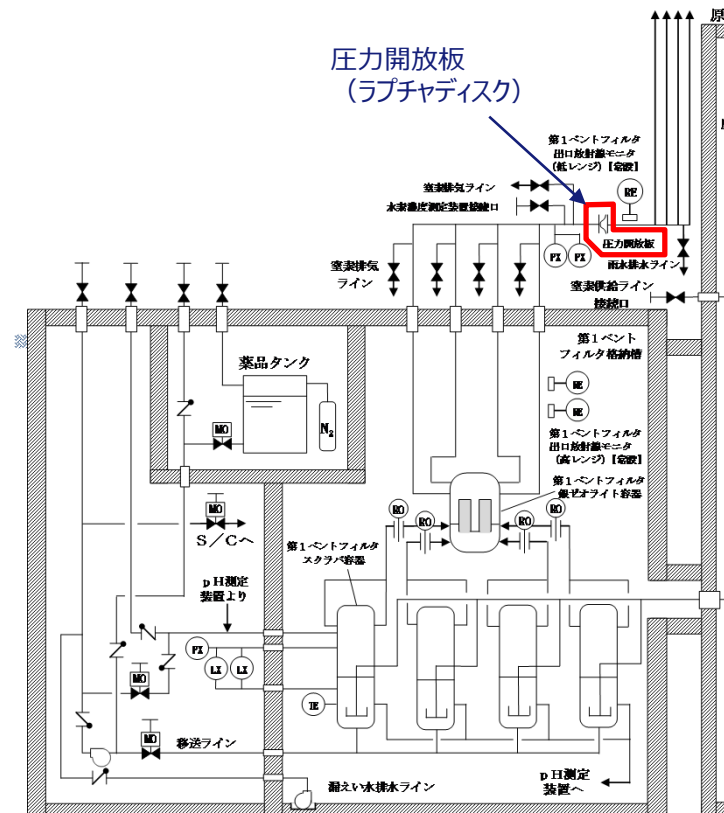 圧力開放板
（ラプチャディスク）
原
第1ベントフィルタ
出口放射線モニタ
(低レンジ)【常設】
RE
窒素排気ライン
水素濃度測定装置接続口
PX
PX
圧力開放板
雨水排水ライン
窒素排気
ライン
窒素供給ライン
接続口
第1ベント
フィルタ格納槽
薬品タンク
MO
N₂
RE
RE
第1ベントフィルタ
出口放射線モニタ
(高レンジ)【常設】
第1ベントフィルタ
銀ゼオライト容器
MO
S／Cへ
RO
RO
RO
RO
第1ベントフィルタ
スクラバ容器
pH測定
装置より
PX
LX
LX
MO
TE
MO
移送ライン
漏えい水排水ライン
pH測定
装置へ